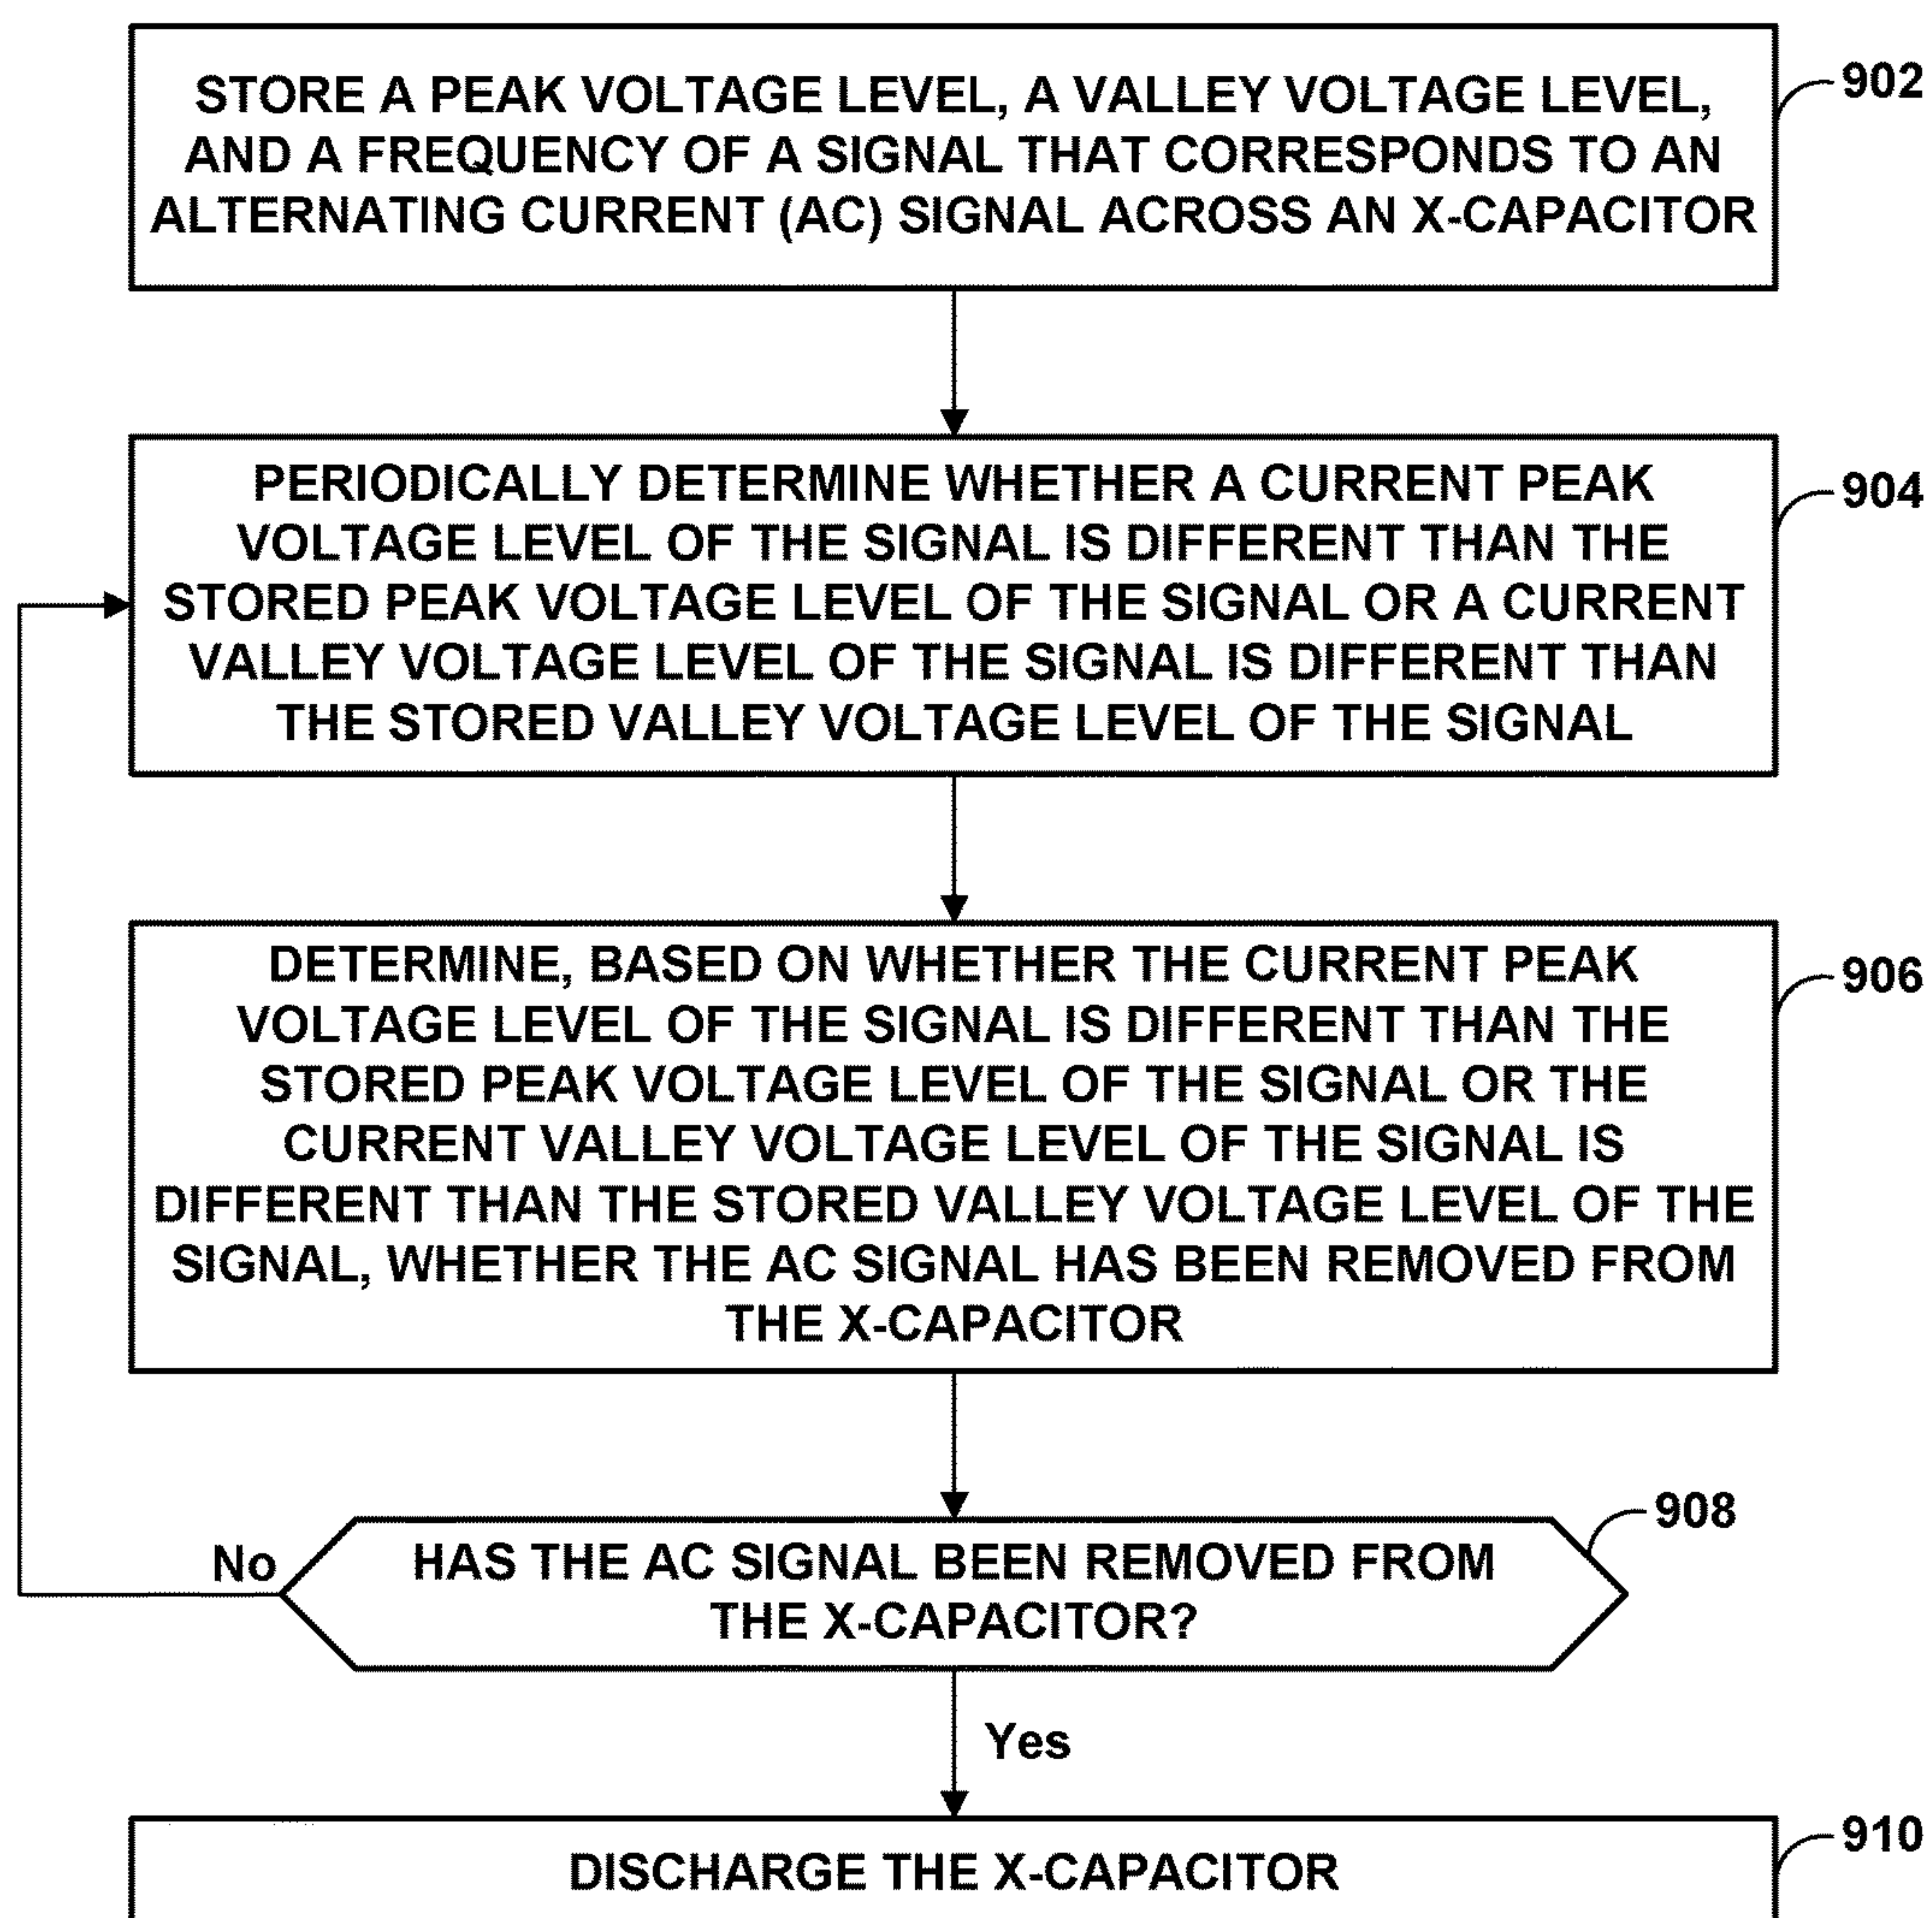 STORE A PEAK VOLTAGE LEVEL, A VALLEY VOLTAGE LEVEL,
AND A FREQUENCY OF A SIGNAL THAT CORRESPONDS TO AN
ALTERNATING CURRENT (AC) SIGNAL ACROSS AN X-CAPACITOR
902
PERIODICALLY DETERMINE WHETHER A CURRENT PEAK
VOLTAGE LEVEL OF THE SIGNAL IS DIFFERENT THAN THE
STORED PEAK VOLTAGE LEVEL OF THE SIGNAL OR A CURRENT
VALLEY VOLTAGE LEVEL OF THE SIGNAL IS DIFFERENT THAN
THE STORED VALLEY VOLTAGE LEVEL OF THE SIGNAL
904
DETERMINE, BASED ON WHETHER THE CURRENT PEAK
VOLTAGE LEVEL OF THE SIGNAL IS DIFFERENT THAN THE
STORED PEAK VOLTAGE LEVEL OF THE SIGNAL OR THE
CURRENT VALLEY VOLTAGE LEVEL OF THE SIGNAL IS
DIFFERENT THAN THE STORED VALLEY VOLTAGE LEVEL OF THE
SIGNAL, WHETHER THE AC SIGNAL HAS BEEN REMOVED FROM
THE X-CAPACITOR
906
HAS THE AC SIGNAL BEEN REMOVED FROM
THE X-CAPACITOR?
908
No
Yes
DISCHARGE THE X-CAPACITOR
910